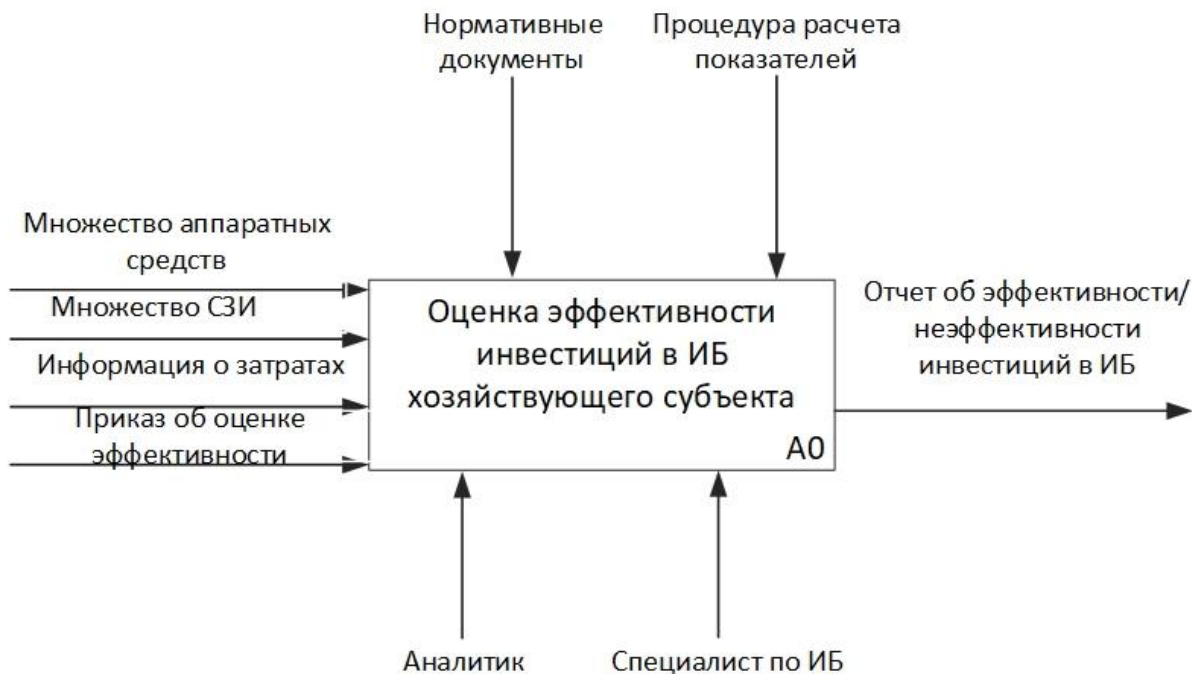 Нормативные
документы
Процедура расчета
показателей
Множество аппаратных
средств
Множество СЗИ
Информация о затратах
Приказ об оценке
эффективности
Оценка эффективности
инвестиций в ИБ
хозяйствующего субъекта
А0
Отчет об эффективности/
неэффективности
инвестиций в ИБ
Аналитик
Специалист по ИБ